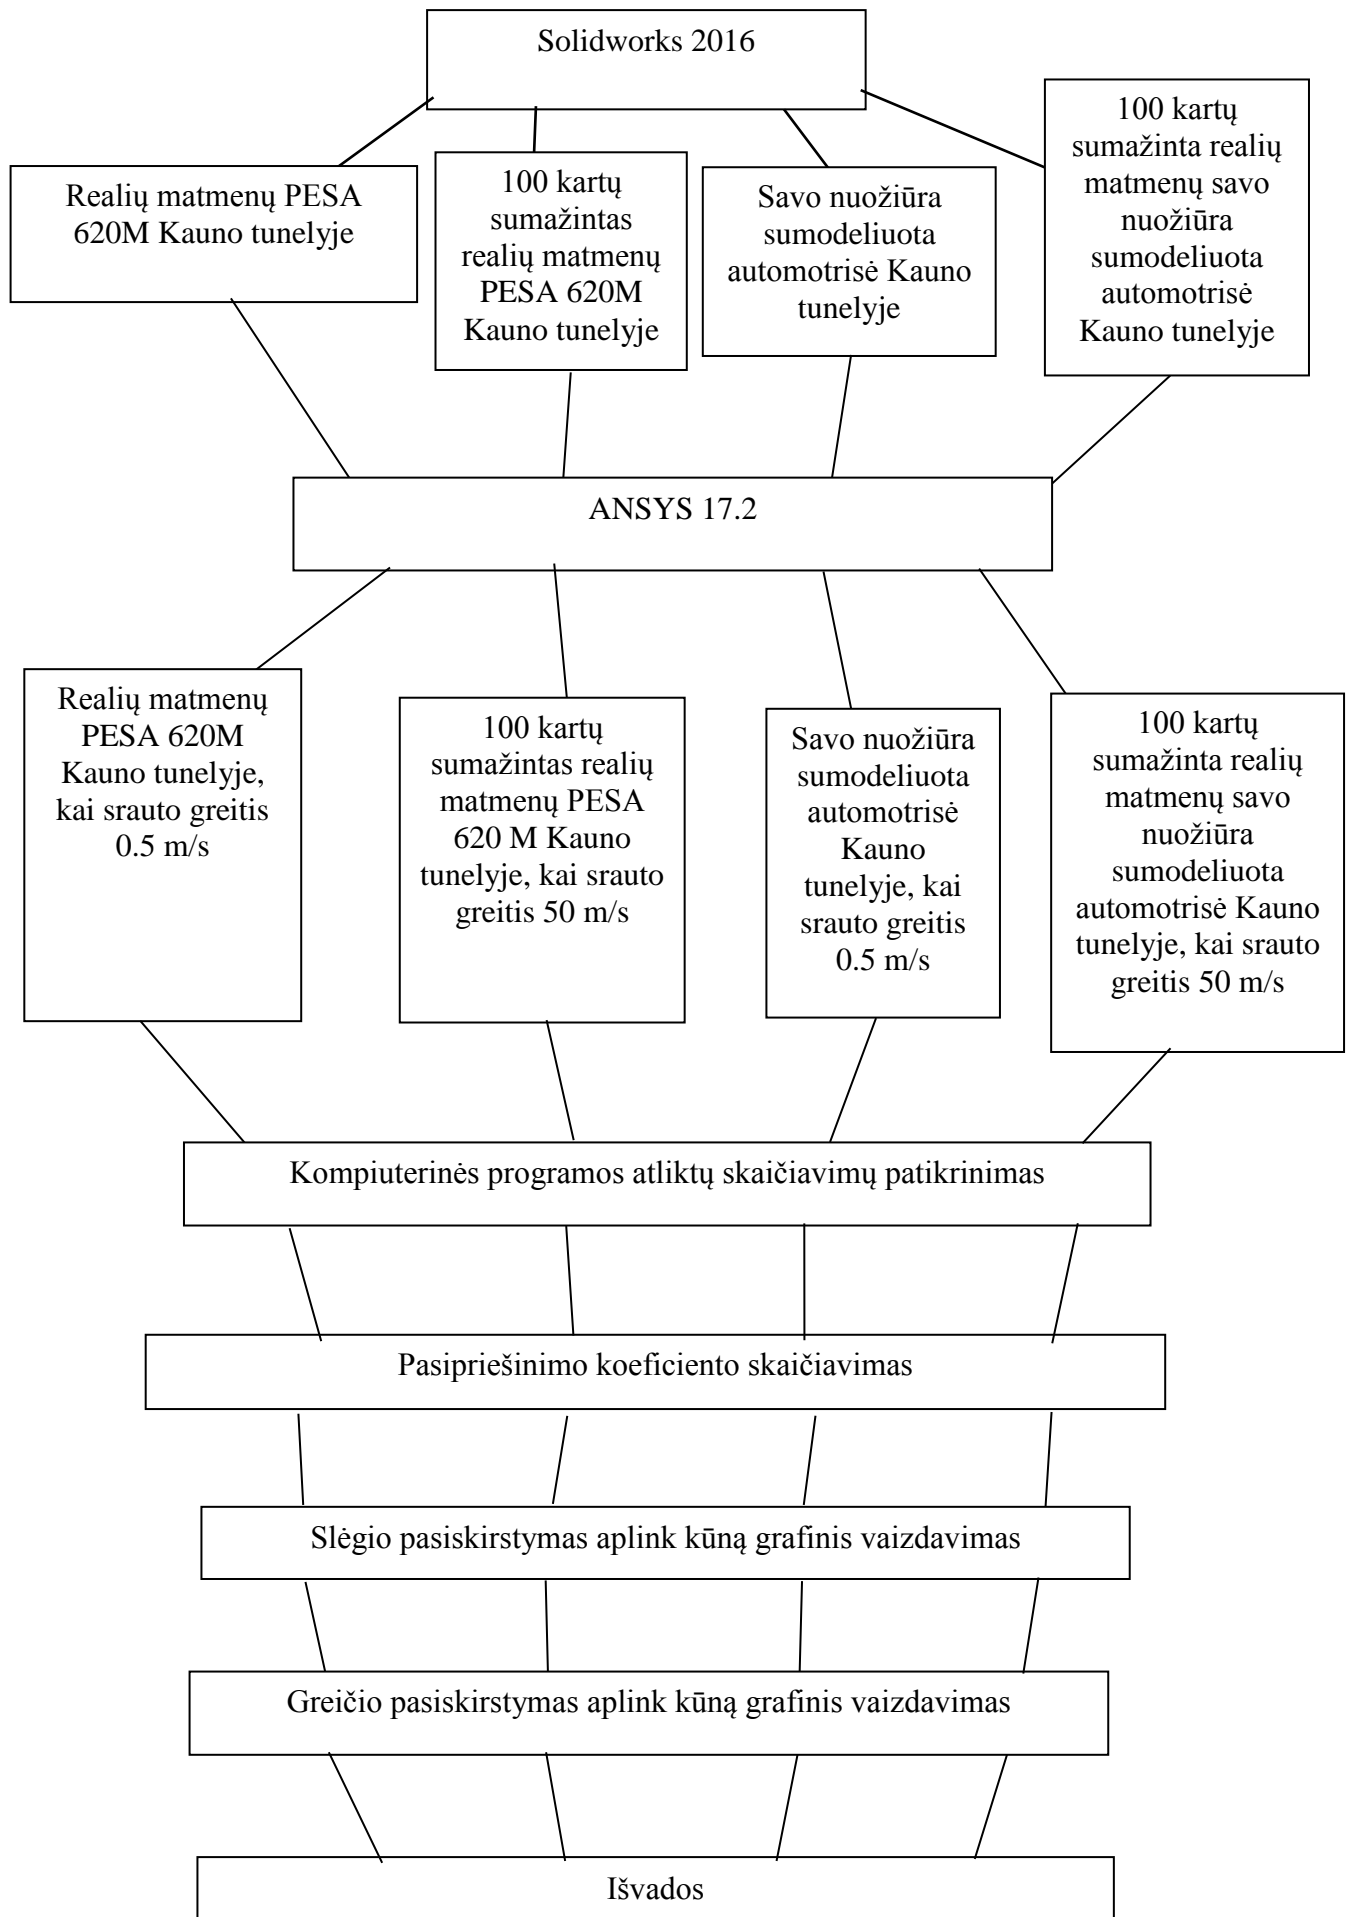 Solidworks 2016
Realių matmenų PESA
620M Kauno tunelyje
100 kartų
sumažintas
realių matmenų
PESA 620M
Kauno tunelyje
Savo nuožiūra
sumodeliuota
automotrisė Kauno
tunelyje
100 kartų
sumažinta realių
matmenų savo
nuožiūra
sumodeliuota
automotrisė
Kauno tunelyje
ANSYS 17.2
Realių matmenų
PESA 620M
Kauno tunelyje,
kai srauto greitis
0.5 m/s
100 kartų
sumažintas realių
matmenų PESA
620 M Kauno
tunelyje, kai srauto
greitis 50 m/s
Savo nuožiūra
sumodeliuota
automotrisė
Kauno
tunelyje, kai
srauto greitis
0.5 m/s
100 kartų
sumažinta realių
matmenų savo
nuožiūra
sumodeliuota
automotrisė Kauno
tunelyje, kai srauto
greitis 50 m/s
Kompiuterinės programos atliktų skaičiavimų patikrinimas
Pasipriešinimo koeficiento skaičiavimas
Slėgio pasiskirstymas aplink kūną grafinis vaizdavimas
Greičio pasiskirstymas aplink kūną grafinis vaizdavimas
Išvados